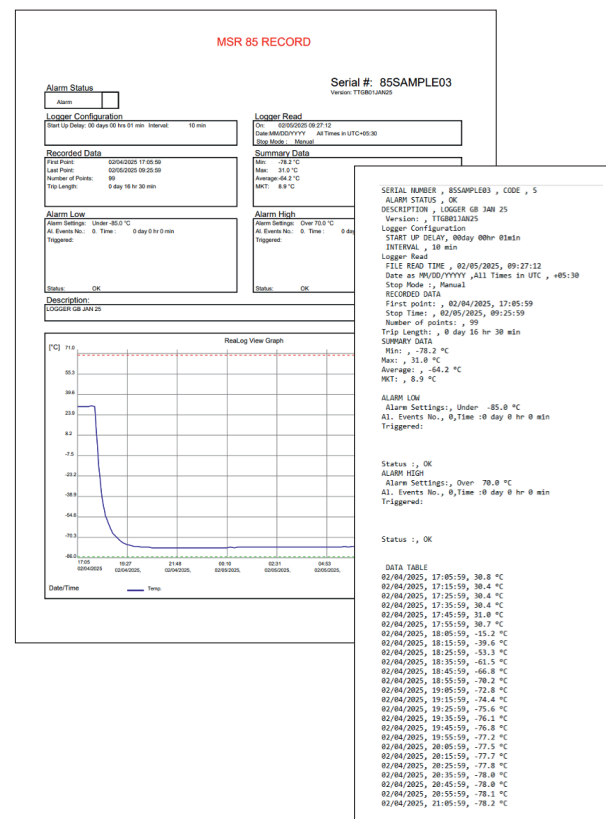 MSR 85 RECORD
Serial #: 85SAMPLE03
Version: TTGB01JAN25
Alarm Status
Alarm
Logger Configuration
Start Up Delay: 00 days 00 hrs 01 min Interval: 10 min
Logger Read
On: 02/05/2025 09:27:12
Date:MM/DD/YYYY All Times in UTC+05:30
Stop Mode : Manual
Recorded Data
First Point: 02/04/2025 17:05:59
Last Point: 02/05/2025 09:25:59
Number of Points: 99
Trip Length: 0 day 16 hr 30 min
Summary Data
Min: -78.2 °C
Max: 31.0 °C
Average:-64.2 °C
MKT: 8.9 °C
Alarm Low
Alarm Settings: Under -85.0 °C
Al. Events No.: 0. Time : 0 day 0 hr 0 min
Triggered:
Status: OK
Alarm High
Alarm Settings: Over 70.0 °C
Al. Events No.: 0. Time : 0 day
Triggered:
Status: OK
Description:
LOGGER GB JAN 25
ReaLog View Graph
[°C]
71.0
55.3
39.6
23.9
8.2
-7.5
-23.2
-38.9
-54.6
-70.3
-86.0
17:05 19:27 21:48 00:10 02:31 04:53
02/04/2025 02/04/2025, 02/04/2025, 02/05/2025, 02/05/2025, 02/05/2025,
Date/Time
Temp.
SERIAL NUMBER , 85SAMPLE03 , CODE , 5
ALARM STATUS , OK
DESCRIPTION , LOGGER GB JAN 25
Version: , TTGB01JAN25
Logger Configuration
START UP DELAY, 00day 00hr 01min
INTERVAL , 10 min
Logger Read
FILE READ TIME , 02/05/2025, 09:27:12
Date as MM/DD/YYYY ,All Times in UTC , +05:30
Stop Mode :, Manual
RECORDED DATA
First point: , 02/04/2025, 17:05:59
Stop Time: , 02/05/2025, 09:25:59
Number of points: , 99
Trip Length: , 0 day 16 hr 30 min
SUMMARY DATA
Min: , -78.2 °C
Max: , 31.0 °C
Average: , -64.2 °C
MKT: , 8.9 °C
ALARM LOW
Alarm Settings:, Under -85.0 °C
Al. Events No., 0,Time :0 day 0 hr 0 min
Triggered:
Status :, OK
ALARM HIGH
Alarm Settings:, Over 70.0 °C
Al. Events No., 0,Time :0 day 0 hr 0 min
Triggered:
Status :, OK
DATA TABLE
02/04/2025, 17:05:59, 30.8 °C
02/04/2025, 17:15:59, 30.4 °C
02/04/2025, 17:25:59, 30.4 °C
02/04/2025, 17:35:59, 30.4 °C
02/04/2025, 17:45:59, 31.0 °C
02/04/2025, 17:55:59, 30.7 °C
02/04/2025, 18:05:59, -15.2 °C
02/04/2025, 18:15:59, -39.6 °C
02/04/2025, 18:25:59, -53.3 °C
02/04/2025, 18:35:59, -61.5 °C
02/04/2025, 18:45:59, -66.8 °C
02/04/2025, 18:55:59, -70.2 °C
02/04/2025, 19:05:59, -72.8 °C
02/04/2025, 19:15:59, -74.4 °C
02/04/2025, 19:25:59, -75.6 °C
02/04/2025, 19:35:59, -76.1 °C
02/04/2025, 19:45:59, -76.8 °C
02/04/2025, 19:55:59, -77.2 °C
02/04/2025, 20:05:59, -77.5 °C
02/04/2025, 20:15:59, -77.7 °C
02/04/2025, 20:25:59, -77.8 °C
02/04/2025, 20:35:59, -78.0 °C
02/04/2025, 20:45:59, -78.0 °C
02/04/2025, 20:55:59, -78.1 °C
02/04/2025, 21:05:59, -78.2 °C